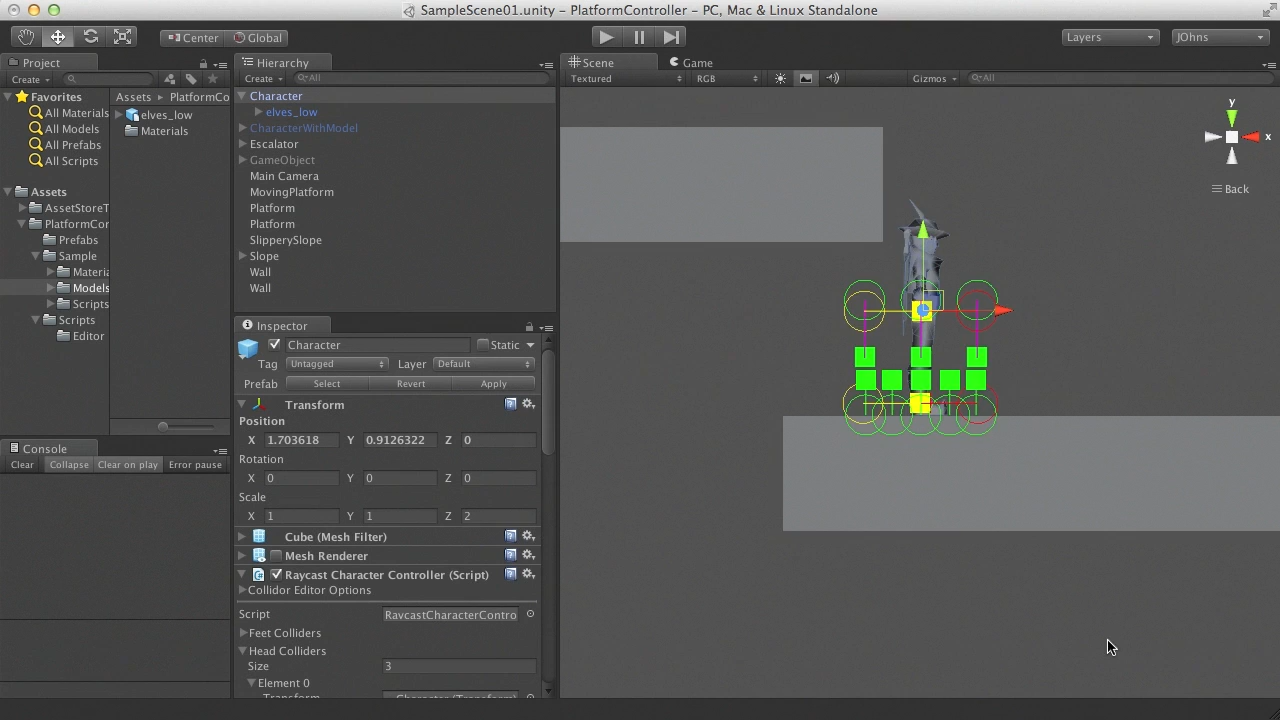 SampleScene01.unity – PlatformController – PC, Mac & Linux Standalone
Center Global Layers JOhns
Project
Create
Favorites
All Materials
All Models
All Prefabs
All Scripts
Assets
AssetStoreT
PlatformCor
Prefabs
Sample
Materia
Models
Scripts
Scripts
Editor
Assets PlatformCo
elves_low
Materials
Console
Clear Collapse Clear on play Error pause
Hierarchy
Create All
Character
elves_low
CharacterWithModel
Escalator
GameObject
Main Camera
MovingPlatform
Platform
Platform
SlipperySlope
Slope
Wall
Wall
Inspector
Character Static
Tag Untagged Layer Default
Prefab Select Revert Apply
Transform
Position
X 1.703618 Y 0.9126322 Z 0
Rotation
X 0 Y 0 Z 0
Scale
X 1 Y 1 Z 2
Cube (Mesh Filter)
Mesh Renderer
Raycast Character Controller (Script)
Collidor Editor Options
Script RaycastCharacterContro
Feet Colliders
Head Colliders
Size 3
Element 0
Transform Character (Transform)
Scene Game
Textured RGB Gizmos All
y
x
Back